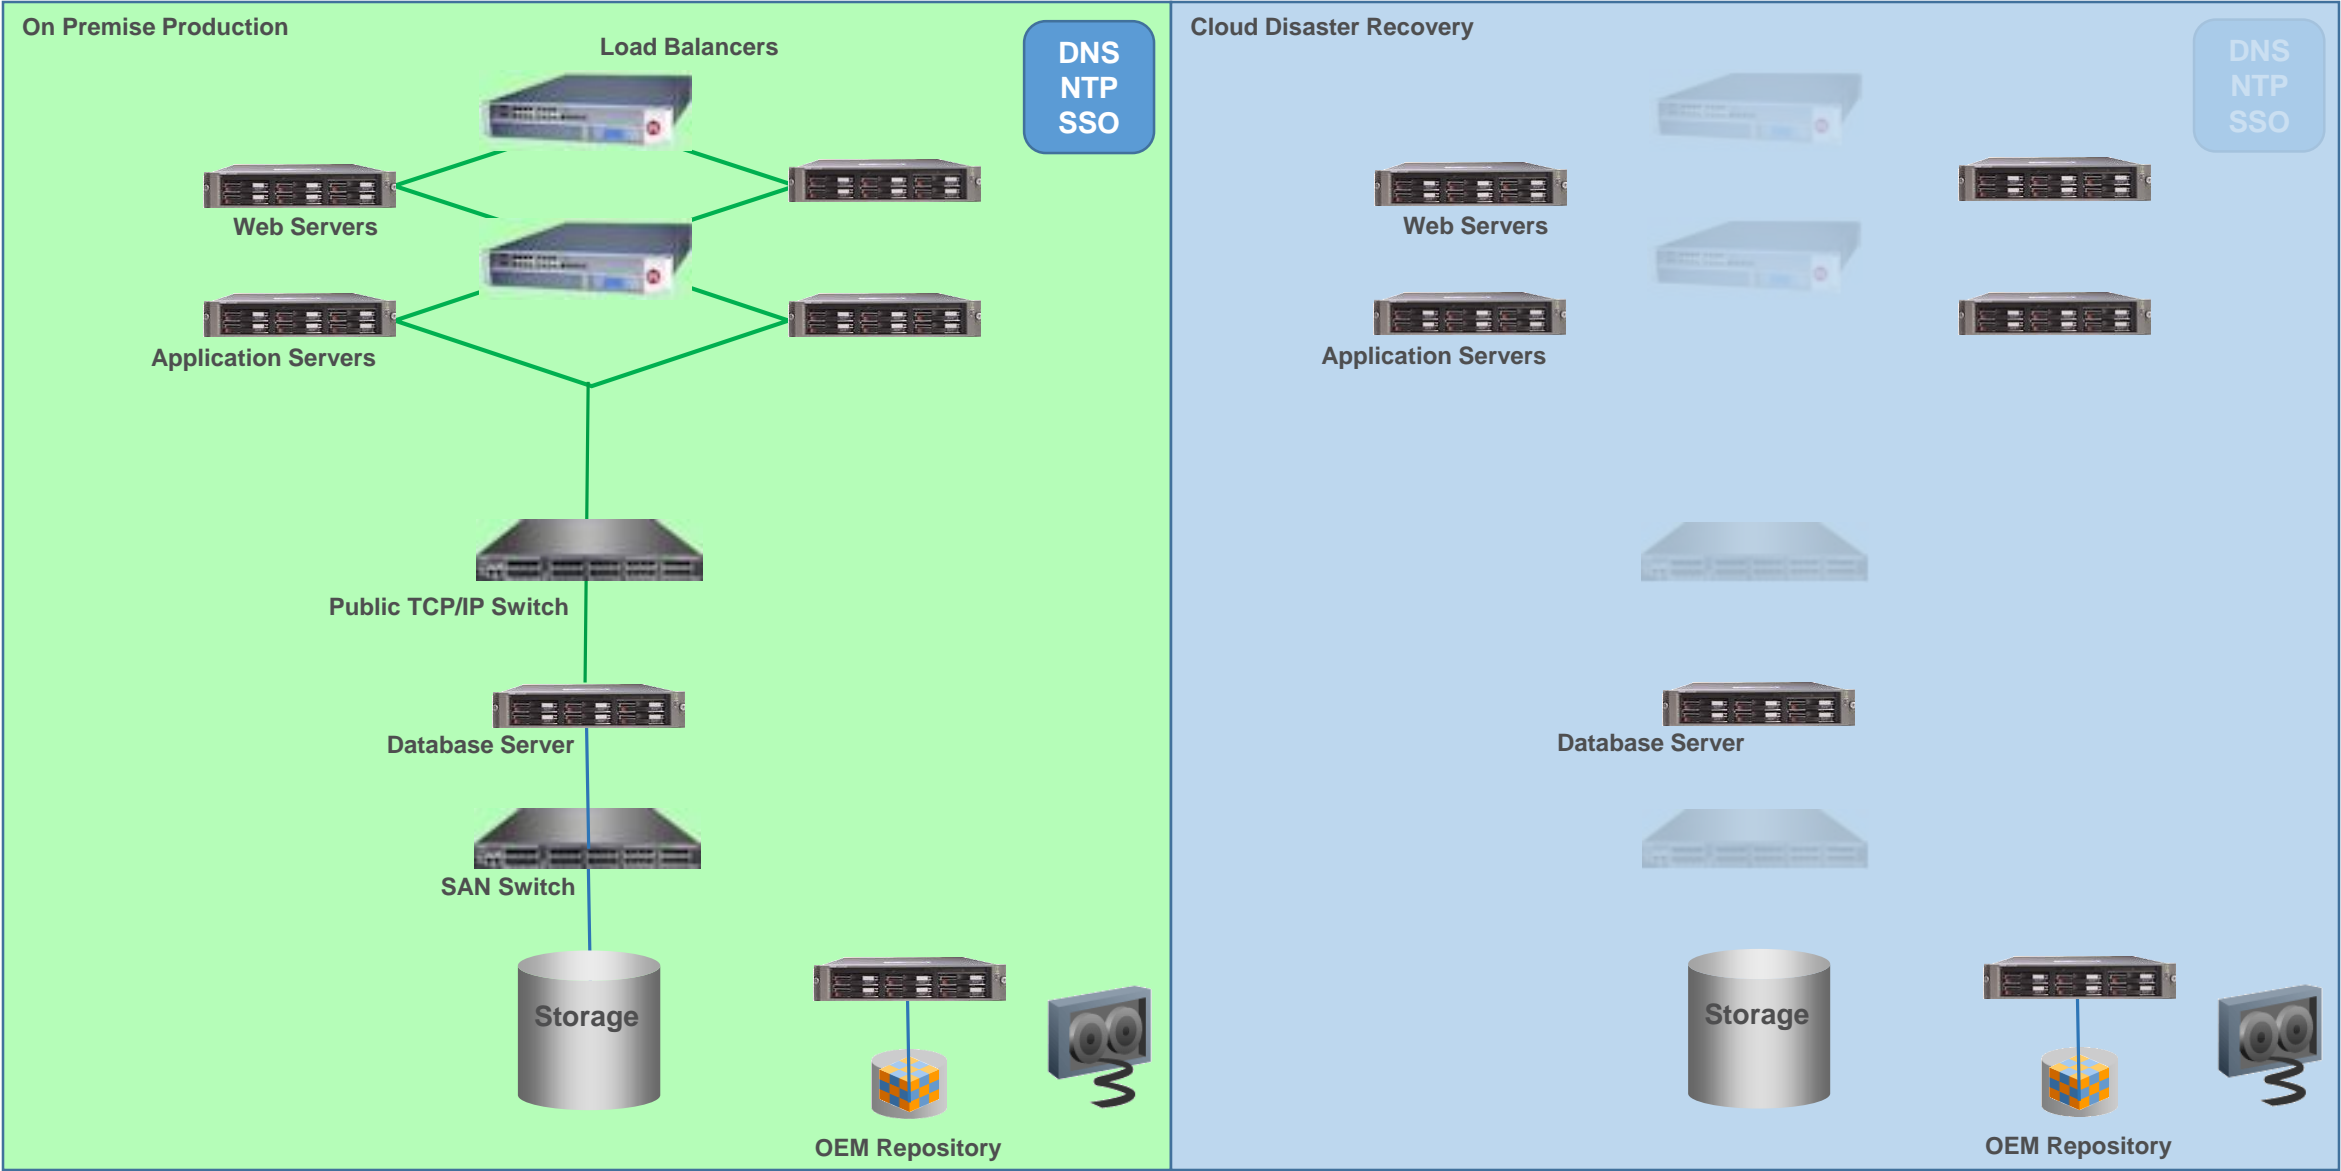 On Premise Production
Load Balancers
DNS
NTP
SSO
Web Servers
Application Servers
Public TCP/IP Switch
Database Server
SAN Switch
Storage
OEM Repository
Cloud Disaster Recovery
DNS
NTP
SSO
Web Servers
Application Servers
Database Server
Storage
OEM Repository